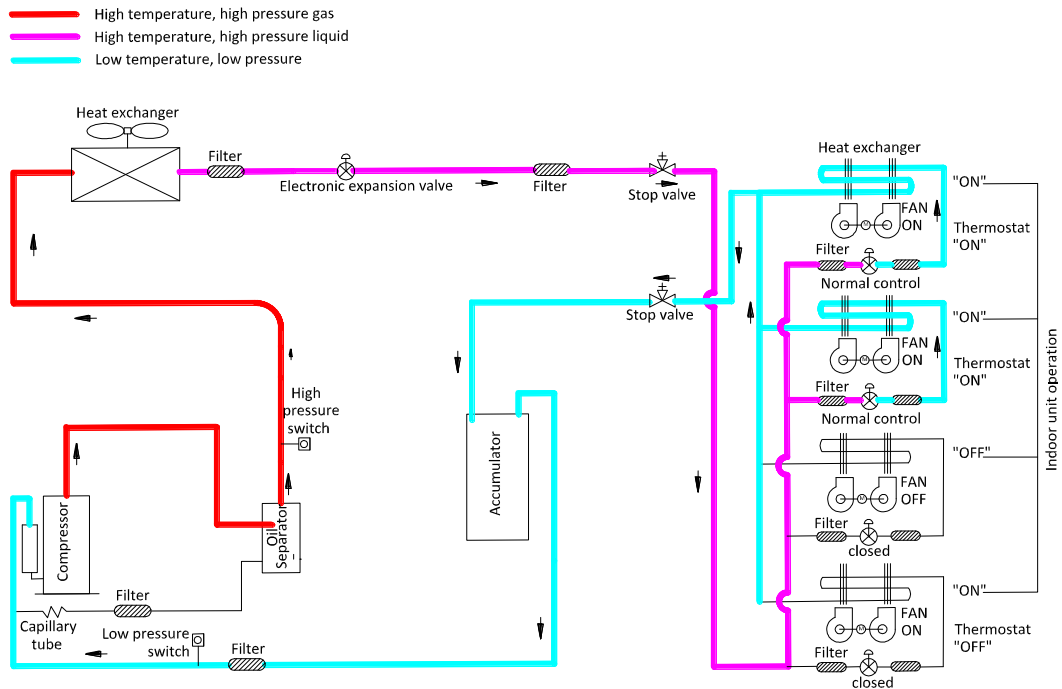 High temperature, high pressure gas
High temperature, high pressure liquid
Low temperature, low pressure
Heat exchanger
Filter
Electronic expansion valve
Filter
Stop valve
Stop valve
High
pressure
switch
Compressor
Oil
Separator
Accumulator
Capillary
tube
Filter
Low pressure
switch
Filter
Heat exchanger
M
FAN
ON
"ON"
Thermostat
"ON"
Filter
Normal control
M
FAN
ON
"ON"
Thermostat
"ON"
Filter
Normal control
M
FAN
OFF
"OFF"
Filter
closed
M
FAN
ON
"ON"
Thermostat
"OFF"
Filter
closed
Indoor unit operation